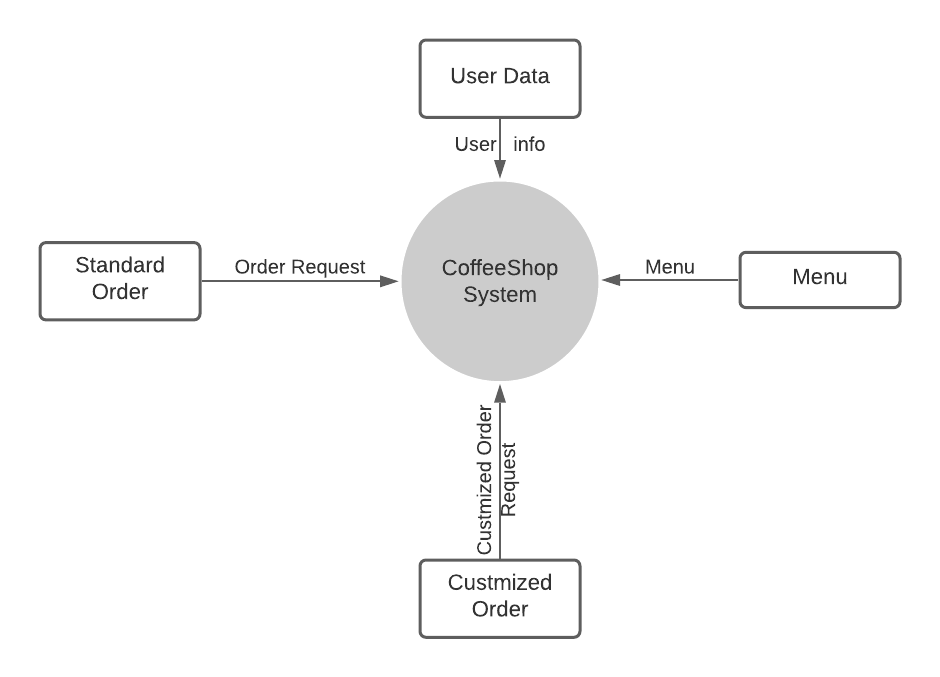 User Data
User info
Standard
Order
Order Request
CoffeeShop
System
Menu
Menu
Custmized Order
Request
Custmized
Order